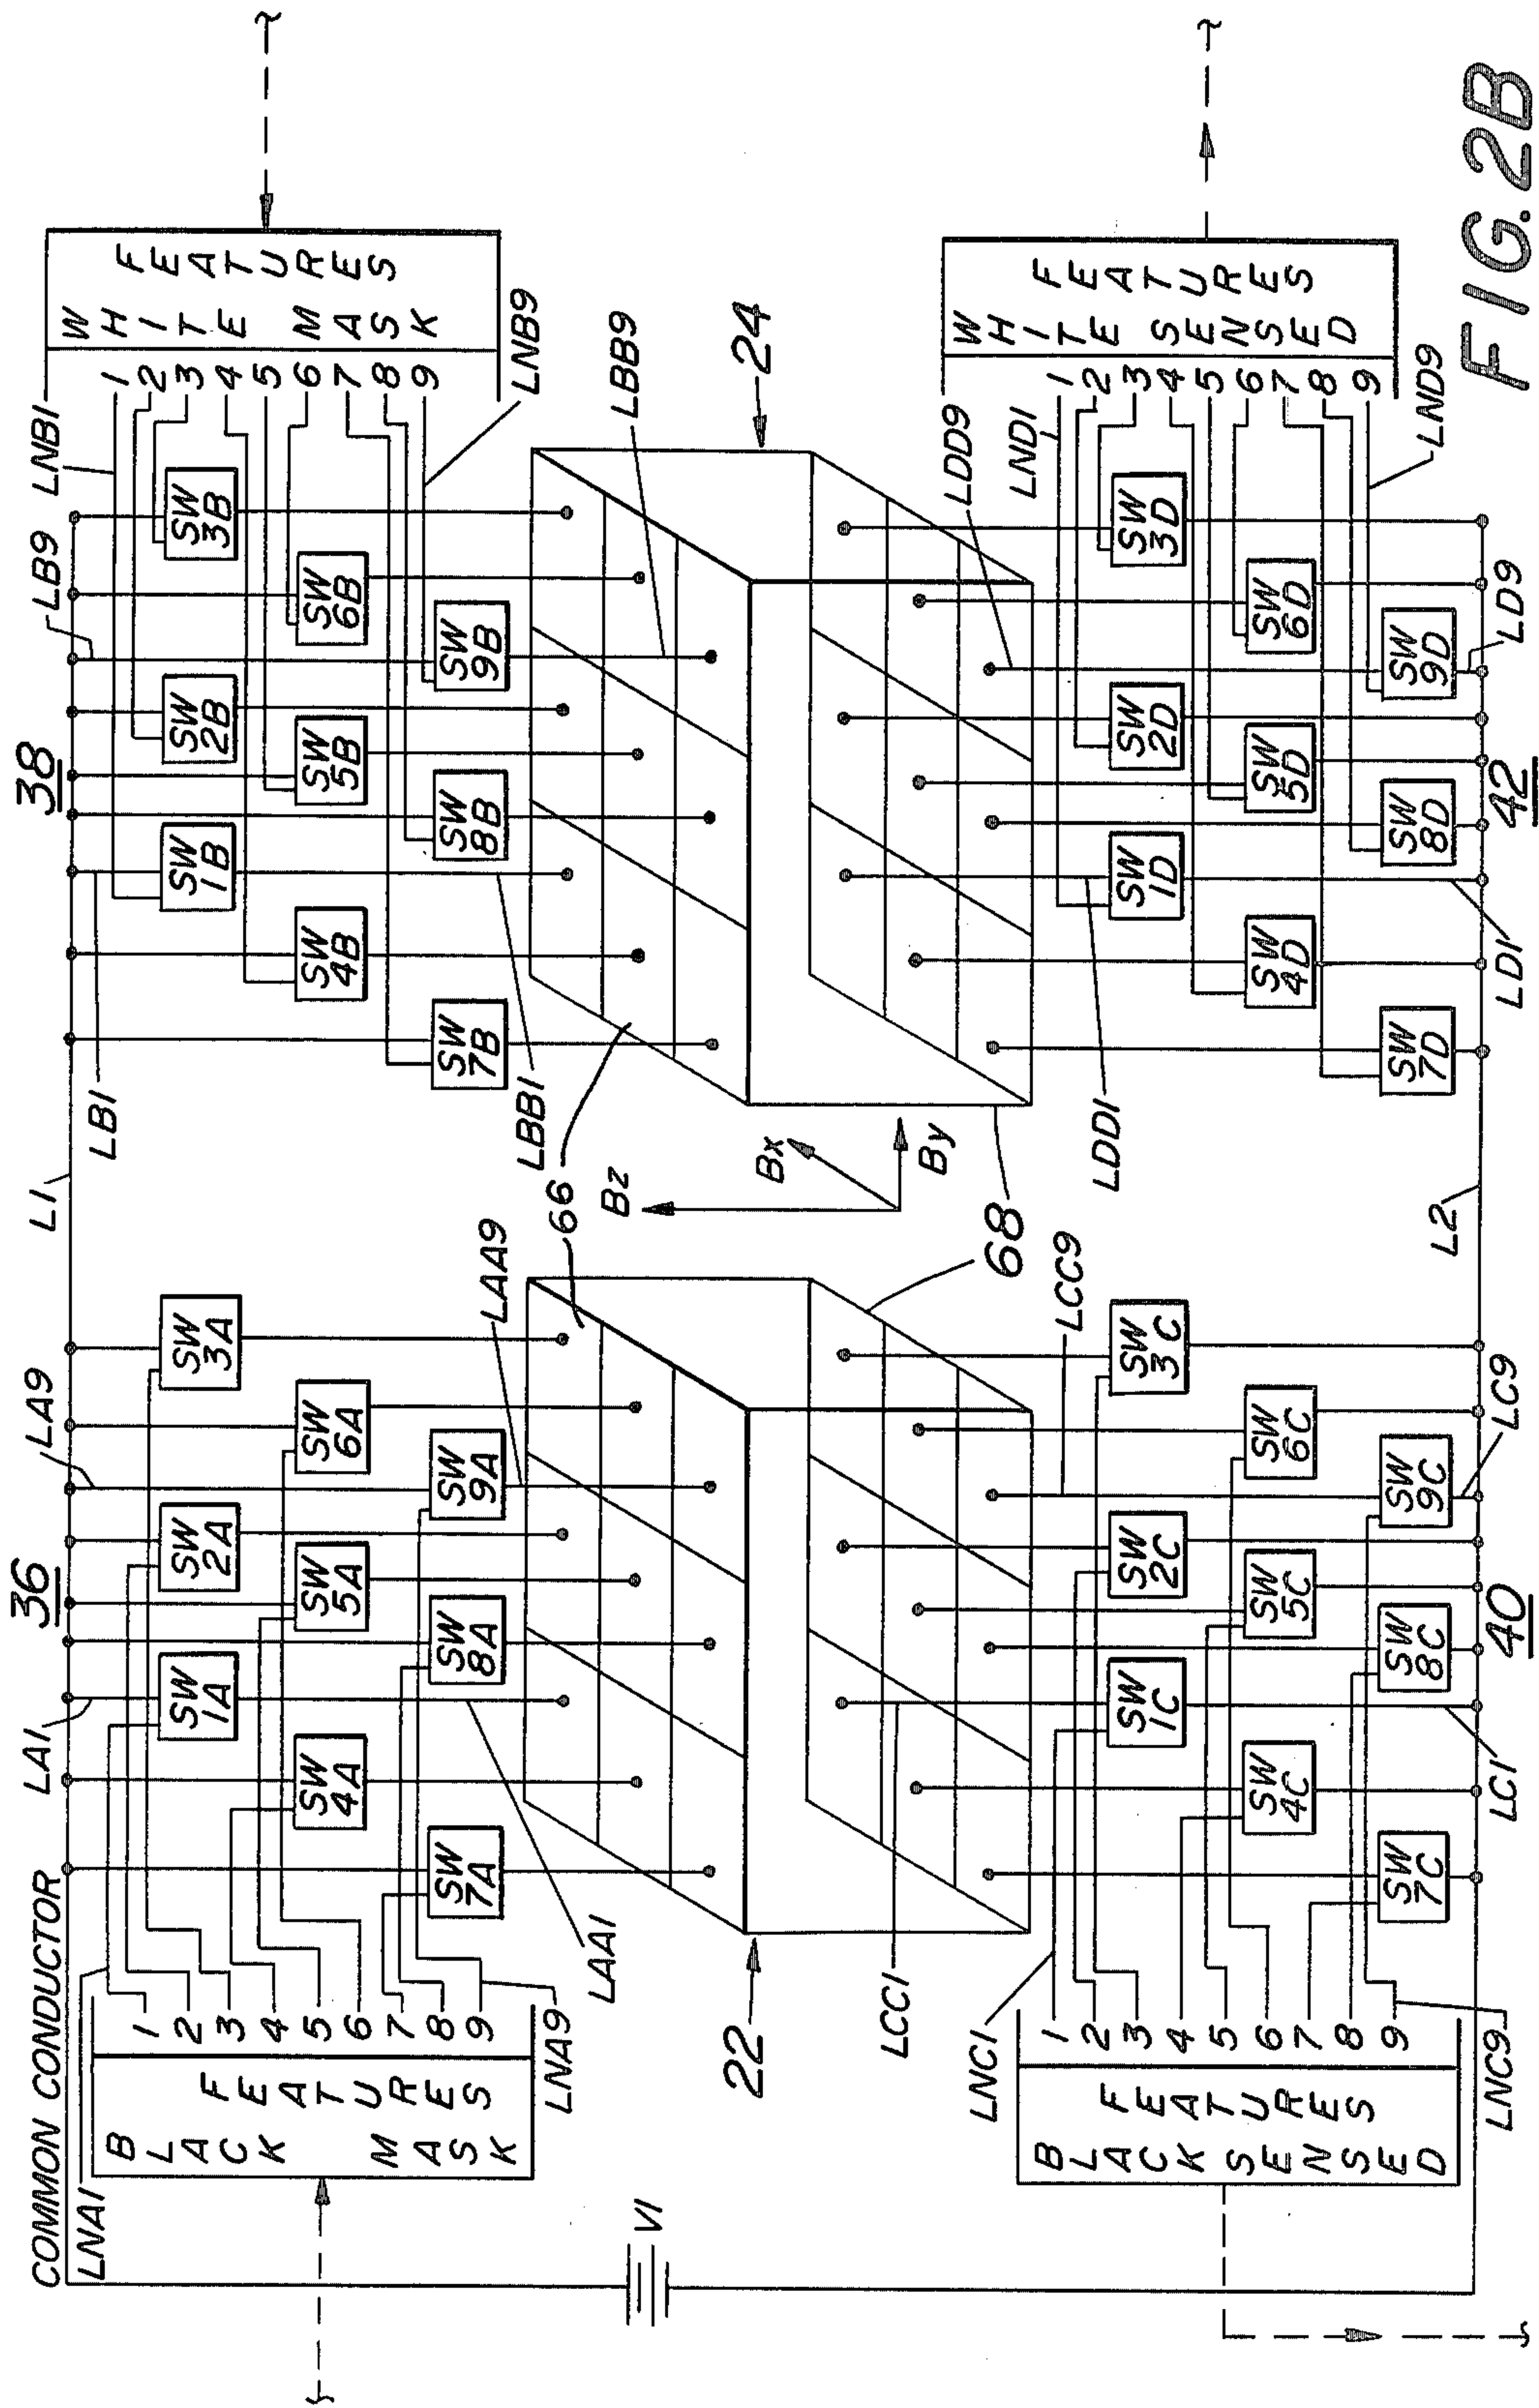 COMMON CONDUCTOR
36
38
L1
LNA1
LA1
LA9
LB1
LB9
LNB1
BLACK MASK
FEATURES
1
2
3
4
5
6
7
8
9
SW 1A
SW 2A
SW 3A
SW 4A
SW 5A
SW 6A
SW 7A
SW 8A
SW 9A
SW 1B
SW 2B
SW 3B
SW 4B
SW 5B
SW 6B
SW 7B
SW 8B
SW 9B
1
2
3
4
5
6
7
8
9
WHITE MASK
FEATURES
LNA9
LAA1
LAA9
66
LBB1
LBB9
LNB9
V1
22
Bz
Bx
By
24
68
LCC1
LCC9
LDD1
LDD9
LNC1
LND1
BLACK SENSED
FEATURES
1
2
3
4
5
6
7
8
9
SW 1C
SW 2C
SW 3C
SW 4C
SW 5C
SW 6C
SW 7C
SW 8C
SW 9C
SW 1D
SW 2D
SW 3D
SW 4D
SW 5D
SW 6D
SW 7D
SW 8D
SW 9D
1
2
3
4
5
6
7
8
9
WHITE SENSED
FEATURES
LNC9
LC1
LC9
L2
LD1
LD9
LND9
40
42
FIG. 2B